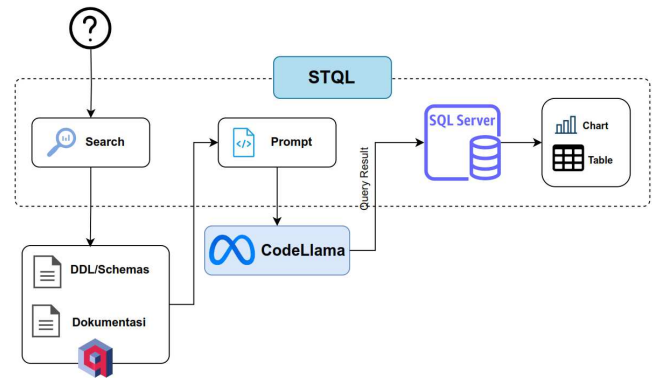 ?
STQL
Search
Prompt
SQL Server
Chart
Table
Query Result
CodeLlama
DDL/Schemas
Dokumentasi